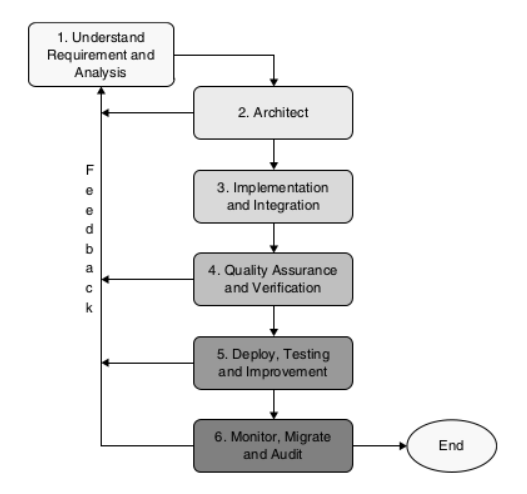 1. Understand
Requirement and
Analysis
2. Architect
Feedback
3. Implementation
and Integration
4. Quality Assurance
and Verification
5. Deploy, Testing
and Improvement
6. Monitor, Migrate
and Audit
End